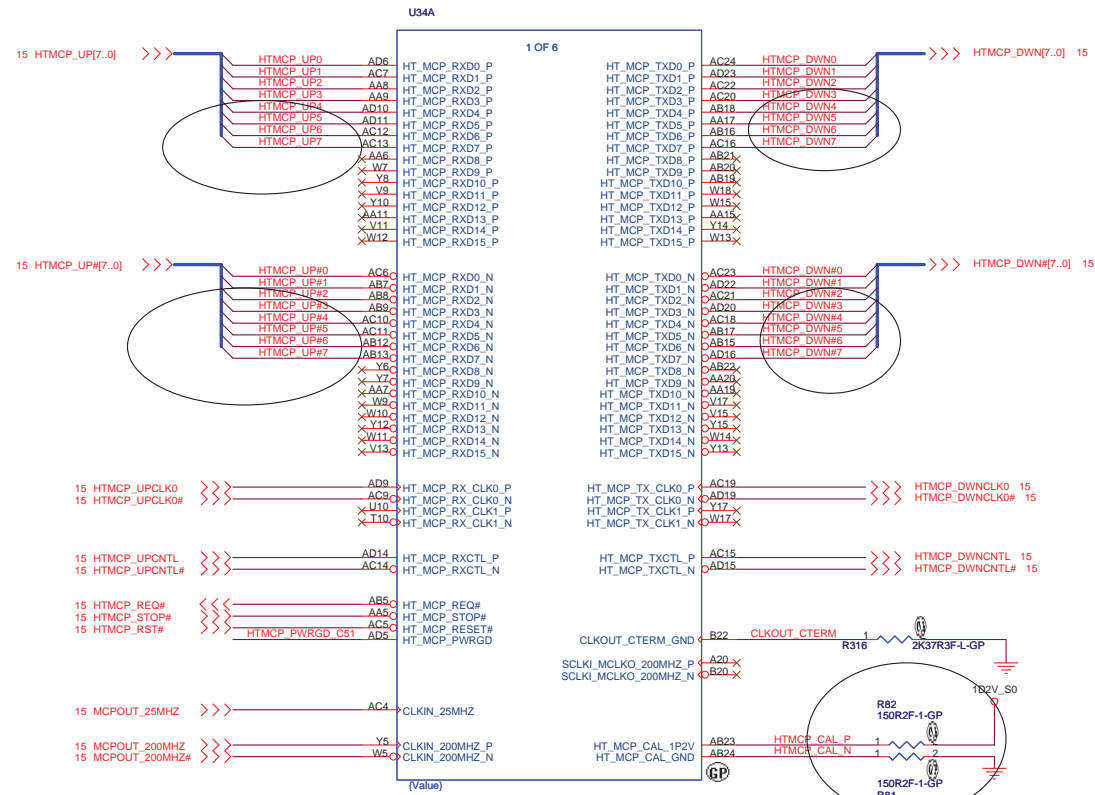 U34A
1 OF 6
15 HTMCP_UP[7..0]
HTMCP_UP0 AD6 HT_MCP_RXD0_P
HTMCP_UP1 AC7 HT_MCP_RXD1_P
HTMCP_UP2 AA8 HT_MCP_RXD2_P
HTMCP_UP3 AA9 HT_MCP_RXD3_P
HTMCP_UP4 AD10 HT_MCP_RXD4_P
HTMCP_UP5 AD11 HT_MCP_RXD5_P
HTMCP_UP6 AC12 HT_MCP_RXD6_P
HTMCP_UP7 AC13 HT_MCP_RXD7_P
AA6 HT_MCP_RXD8_P
W7 HT_MCP_RXD9_P
Y8 HT_MCP_RXD10_P
V9 HT_MCP_RXD11_P
Y10 HT_MCP_RXD12_P
AA11 HT_MCP_RXD13_P
V11 HT_MCP_RXD14_P
W12 HT_MCP_RXD15_P
15 HTMCP_UP#[7..0]
HTMCP_UP#0 AC6 HT_MCP_RXD0_N
HTMCP_UP#1 AB7 HT_MCP_RXD1_N
HTMCP_UP#2 AB8 HT_MCP_RXD2_N
HTMCP_UP#3 AB9 HT_MCP_RXD3_N
HTMCP_UP#4 AC10 HT_MCP_RXD4_N
HTMCP_UP#5 AC11 HT_MCP_RXD5_N
HTMCP_UP#6 AB12 HT_MCP_RXD6_N
HTMCP_UP#7 AB13 HT_MCP_RXD7_N
Y6 HT_MCP_RXD8_N
Y7 HT_MCP_RXD9_N
AA7 HT_MCP_RXD10_N
W9 HT_MCP_RXD11_N
W10 HT_MCP_RXD12_N
Y12 HT_MCP_RXD13_N
W11 HT_MCP_RXD14_N
V13 HT_MCP_RXD15_N
15 HTMCP_UPCLK0 AD9 HT_MCP_RX_CLK0_P
15 HTMCP_UPCLK0# AC9 HT_MCP_RX_CLK0_N
U10 HT_MCP_RX_CLK1_P
T10 HT_MCP_RX_CLK1_N
15 HTMCP_UPCNTL AD14 HT_MCP_RXCTL_P
15 HTMCP_UPCNTL# AC14 HT_MCP_RXCTL_N
15 HTMCP_REQ# AB5 HT_MCP_REQ#
15 HTMCP_STOP# AA5 HT_MCP_STOP#
15 HTMCP_RST# AC5 HT_MCP_RESET#
HTMCP_PWRGD_C51 AD5 HT_MCP_PWRGD
15 MCPOUT_25MHZ AC4 CLKIN_25MHZ
15 MCPOUT_200MHZ Y5 CLKIN_200MHZ_P
15 MCPOUT_200MHZ# W5 CLKIN_200MHZ_N
{Value}
HTMCP_DWN[7..0] 15
HT_MCP_TXD0_P AC24 HTMCP_DWN0
HT_MCP_TXD1_P AD23 HTMCP_DWN1
HT_MCP_TXD2_P AC22 HTMCP_DWN2
HT_MCP_TXD3_P AC20 HTMCP_DWN3
HT_MCP_TXD4_P AB18 HTMCP_DWN4
HT_MCP_TXD5_P AA17 HTMCP_DWN5
HT_MCP_TXD6_P AB16 HTMCP_DWN6
HT_MCP_TXD7_P AC16 HTMCP_DWN7
HT_MCP_TXD8_P AB21
HT_MCP_TXD9_P AB20
HT_MCP_TXD10_P AB19
HT_MCP_TXD11_P W18
HT_MCP_TXD12_P W15
HT_MCP_TXD13_P AA15
HT_MCP_TXD14_P Y14
HT_MCP_TXD15_P W13
HTMCP_DWN#[7..0] 15
HT_MCP_TXD0_N AC23 HTMCP_DWN#0
HT_MCP_TXD1_N AD22 HTMCP_DWN#1
HT_MCP_TXD2_N AC21 HTMCP_DWN#2
HT_MCP_TXD3_N AD20 HTMCP_DWN#3
HT_MCP_TXD4_N AC18 HTMCP_DWN#4
HT_MCP_TXD5_N AB17 HTMCP_DWN#5
HT_MCP_TXD6_N AB15 HTMCP_DWN#6
HT_MCP_TXD7_N AD16 HTMCP_DWN#7
HT_MCP_TXD8_N AB22
HT_MCP_TXD9_N AA20
HT_MCP_TXD10_N AA19
HT_MCP_TXD11_N V17
HT_MCP_TXD12_N V15
HT_MCP_TXD13_N Y15
HT_MCP_TXD14_N W14
HT_MCP_TXD15_N Y13
HT_MCP_TX_CLK0_P AC19 HTMCP_DWNCLK0 15
HT_MCP_TX_CLK0_N AD19 HTMCP_DWNCLK0# 15
HT_MCP_TX_CLK1_P Y17
HT_MCP_TX_CLK1_N W17
HT_MCP_TXCTL_P AC15 HTMCP_DWNCNTL 15
HT_MCP_TXCTL_N AD15 HTMCP_DWNCNTL# 15
CLKOUT_CTERM_GND B22 CLKOUT_CTERM 1
R316 2K37R3F-L-GP
SCLKI_MCLKO_200MHZ_P A20
SCLKI_MCLKO_200MHZ_N B20
1D2V_S0
R82
150R2F-1-GP
HT_MCP_CAL_1P2V AB23 HTMCP_CAL_P 1
HT_MCP_CAL_GND AB24 HTMCP_CAL_N 1 2
GP
150R2F-1-GP
R81